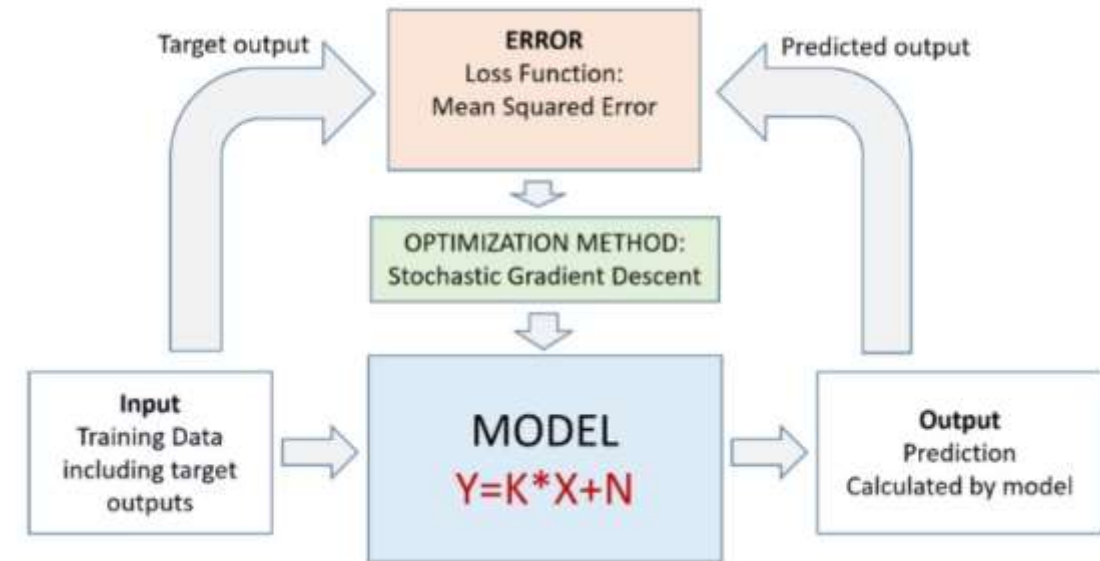 Target output
ERROR
Loss Function:
Mean Squared Error
Predicted output
OPTIMIZATION METHOD:
Stochastic Gradient Descent
Input
Training Data
including target
outputs
MODEL
Y=K*X+N
Output
Prediction
Calculated by model